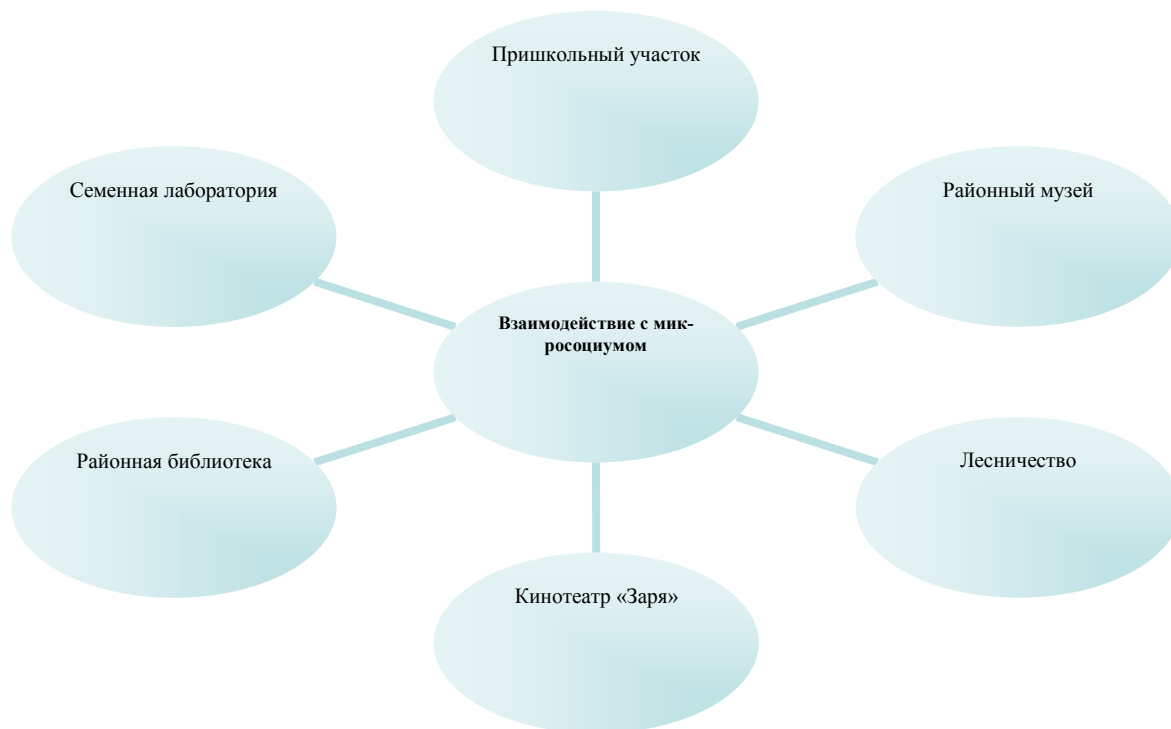 Пришкольный участок
Семенная лаборатория
Районный музей
Взаимодействие с мик-
росоциумом
Районная библиотека
Лесничество
Кинотеатр «Заря»